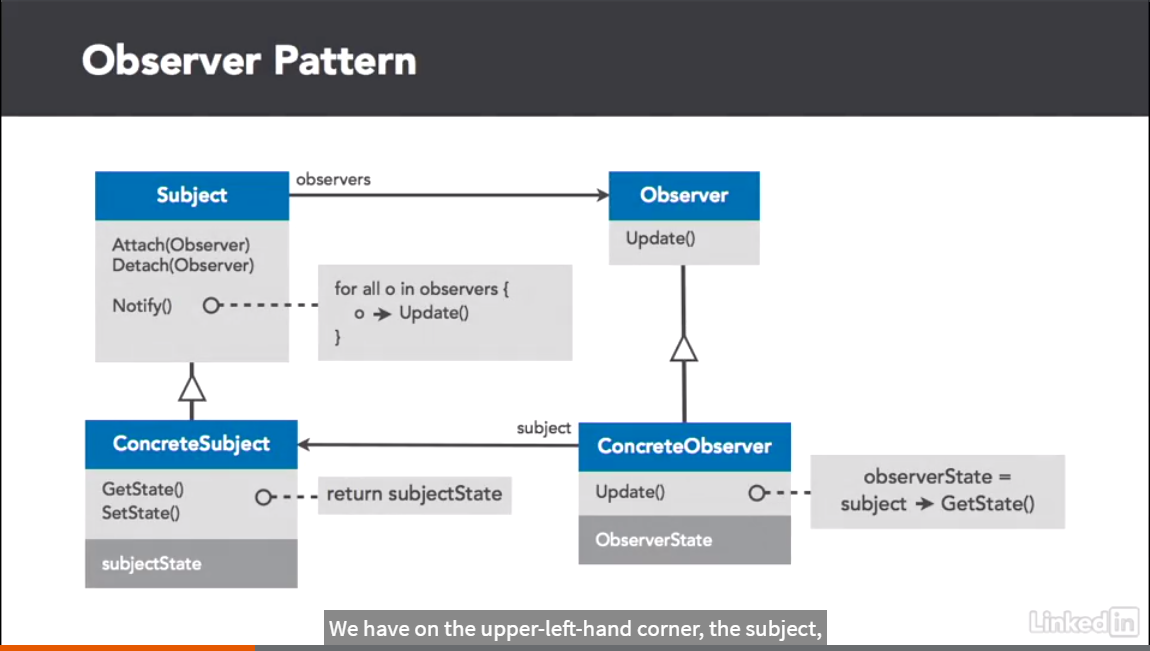 Observer Pattern
observers
Subject
Observer
Attach(Observer)
Detach(Observer)
Update()
Notify()
for all o in observers {
o → Update()
}
subject
ConcreteSubject
ConcreteObserver
GetState()
SetState()
return subjectState
Update()
observerState =
subject → GetState()
subjectState
ObserverState
We have on the upper-left-hand corner, the subject,
Linked in